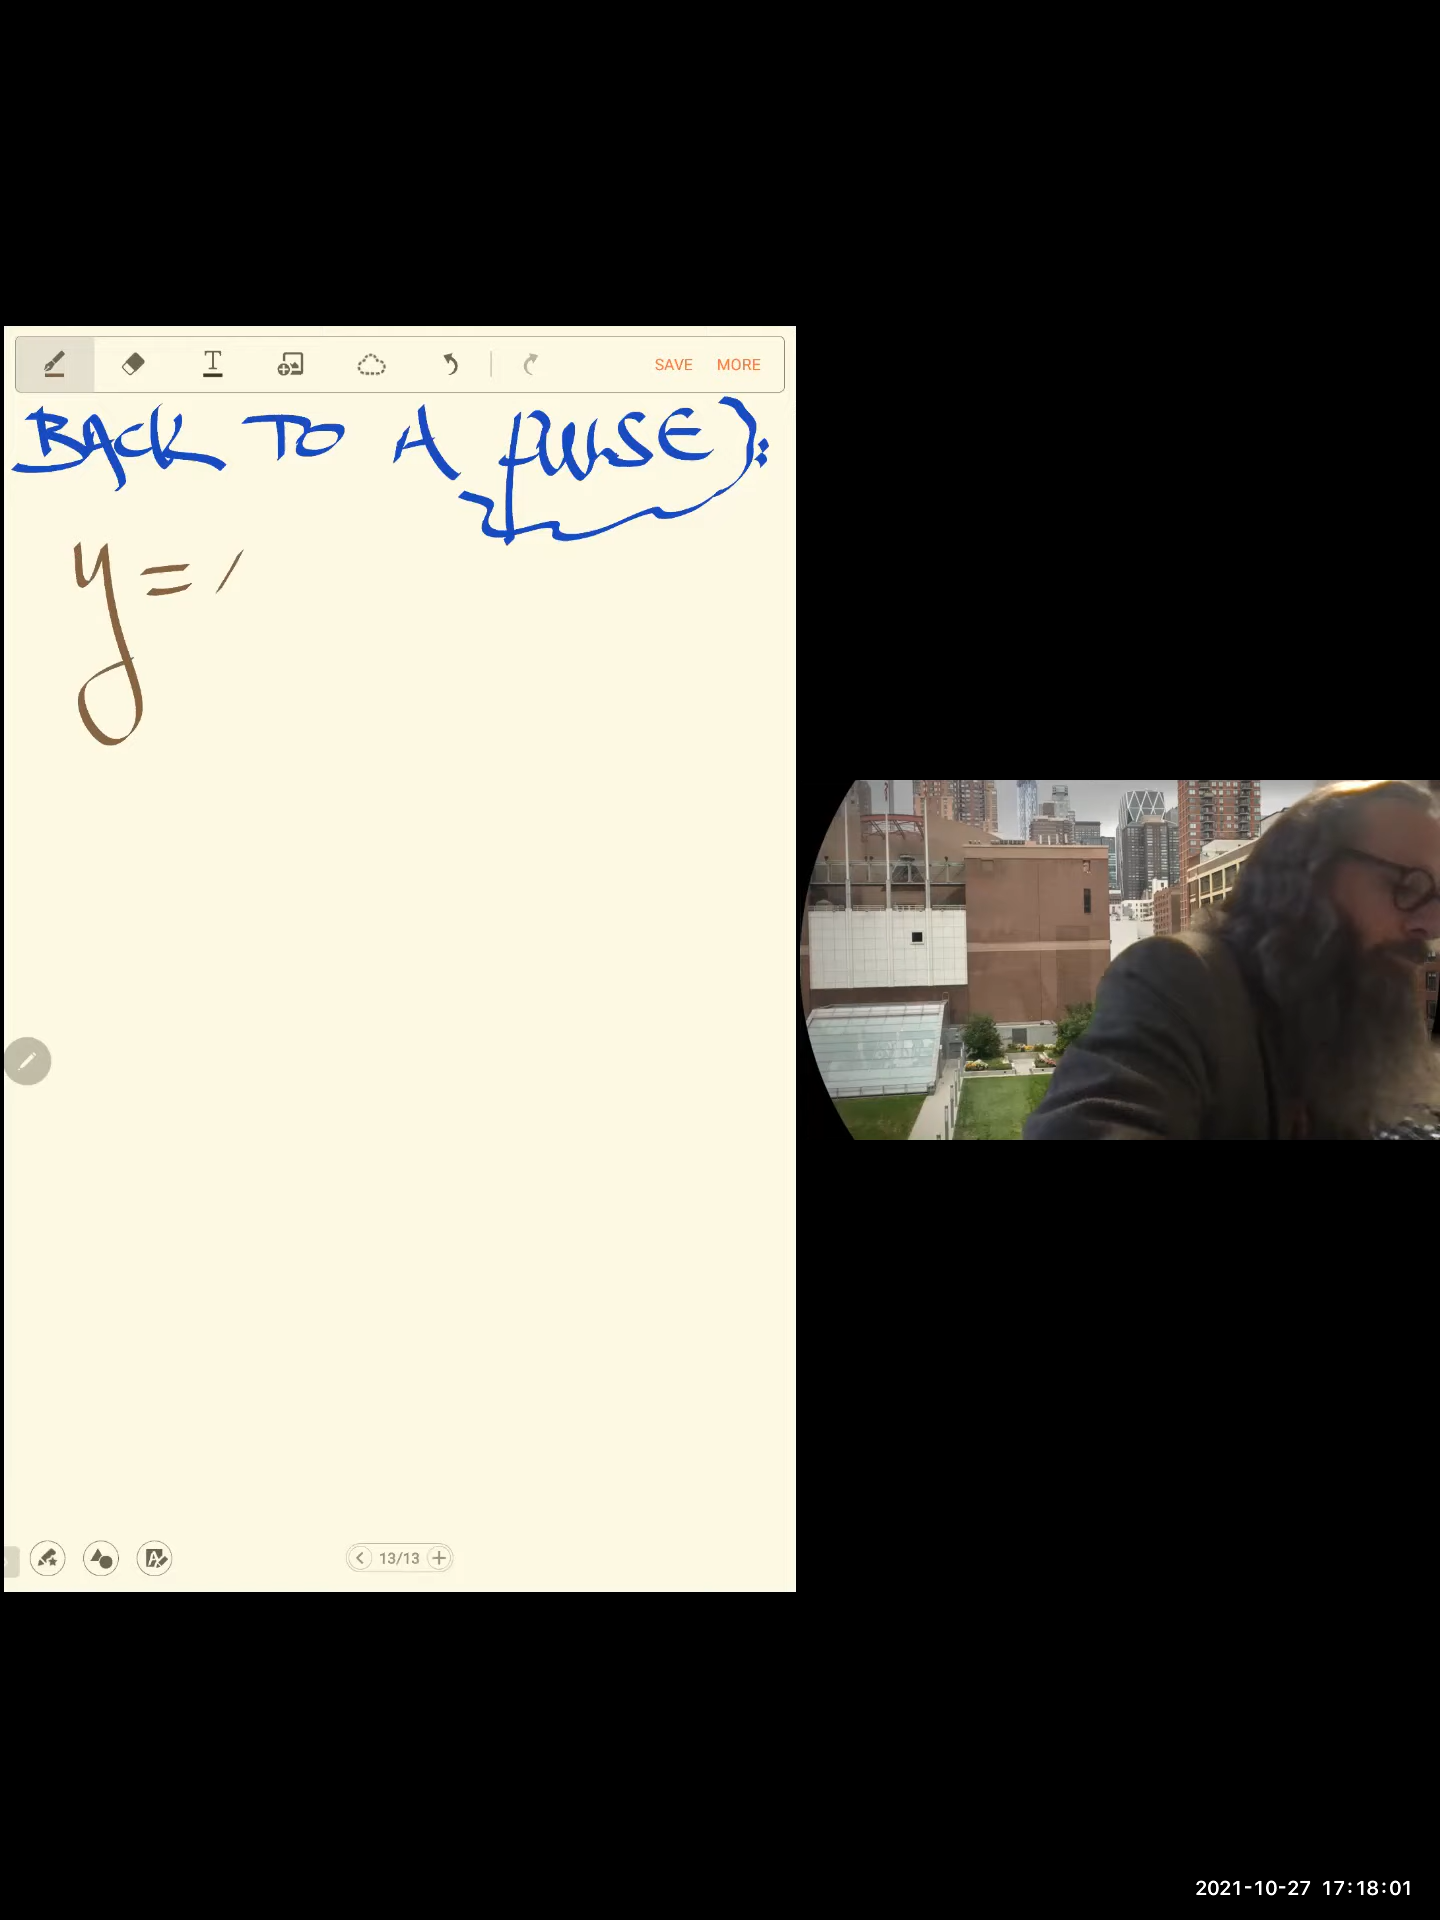 T SAVE MORE
BACK TO A PULSE:
y =
A
13/13
2021-10-27 17:18:01